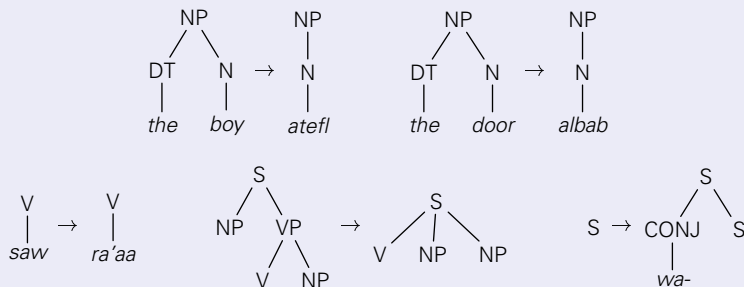 NP NP NP NP
DT N → N DT N → N
the boy atefl the door albab
S S
V → V NP VP → S S → CONJ S
saw ra'aa V NP V NP NP wa-